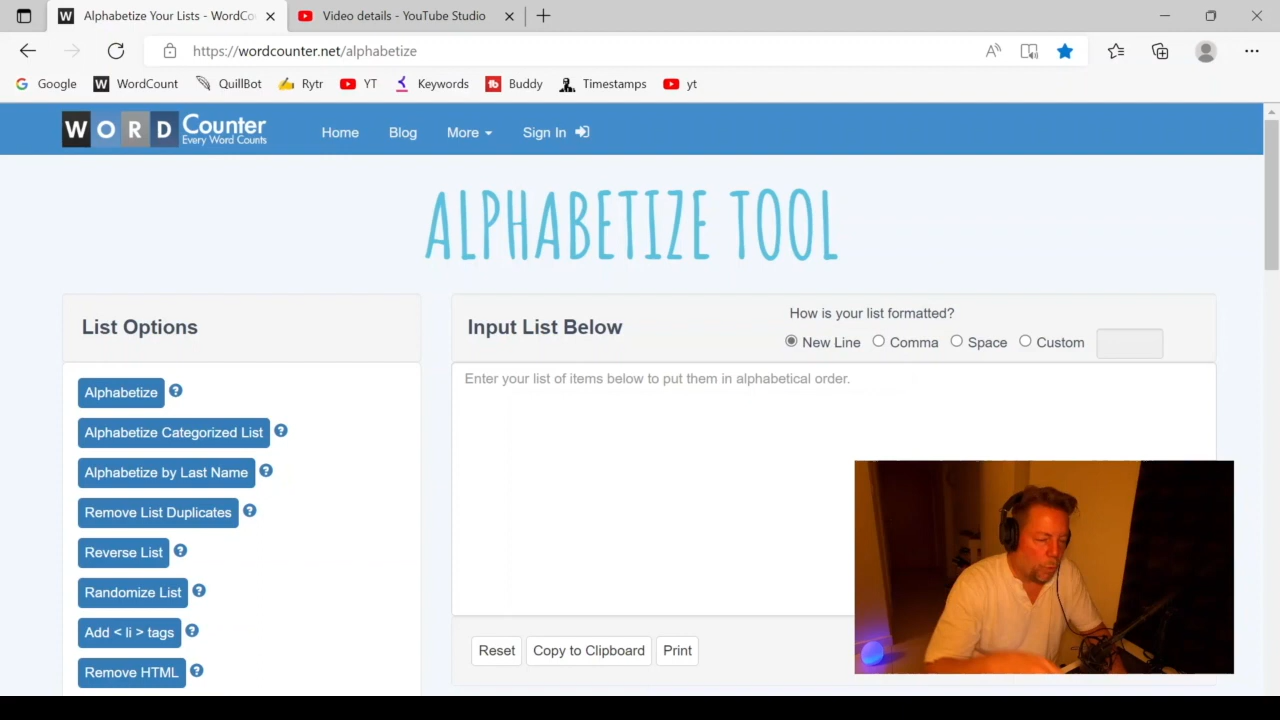 W Alphabetize Your Lists - WordCo
Video details - YouTube Studio
https://wordcounter.net/alphabetize
G Google
W WordCount
QuillBot
Rytr
YT
Keywords
tb Buddy
Timestamps
yt
WORD Counter
Every Word Counts
Home
Blog
More
Sign In
ALPHABETIZE TOOL
List Options
Input List Below
How is your list formatted?
New Line
Comma
Space
Custom
Enter your list of items below to put them in alphabetical order.
Alphabetize ?
Alphabetize Categorized List ?
Alphabetize by Last Name ?
Remove List Duplicates ?
Reverse List ?
Randomize List ?
Add < li > tags ?
Remove HTML ?
Reset
Copy to Clipboard
Print